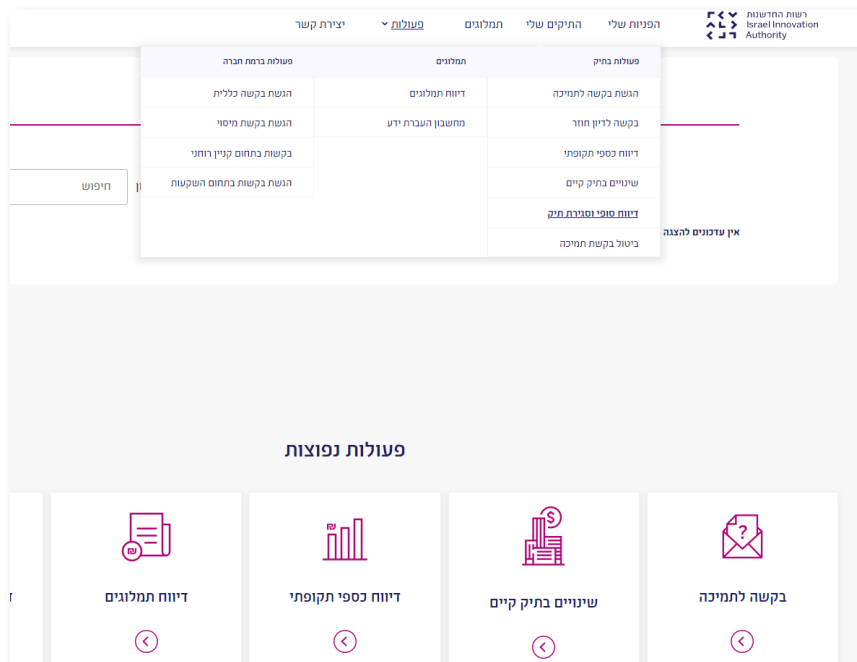 רשות החדשנות
Israel Innovation
Authority
הפניות שלי
התיקים שלי
תמלוגים
פעולות
יצירת קשר
פעולות בתיק
הגשת בקשה לתמיכה
בקשה לדיון חוזר
דיווח כספי תקופתי
שינויים בתיק קיים
דיווח סופי וסגירת תיק
ביטול בקשת תמיכה
תמלוגים
דיווח תמלוגים
מחשבון העברת ידע
פעולות ברמת חברה
הגשת בקשה כללית
הגשת בקשת מיסוי
בקשות בתחום קניין רוחני
הגשת בקשות בתחום השקעות
חיפוש
אין עדכונים להצגה
פעולות נפוצות
בקשה לתמיכה
שינויים בתיק קיים
דיווח כספי תקופתי
דיווח תמלוגים